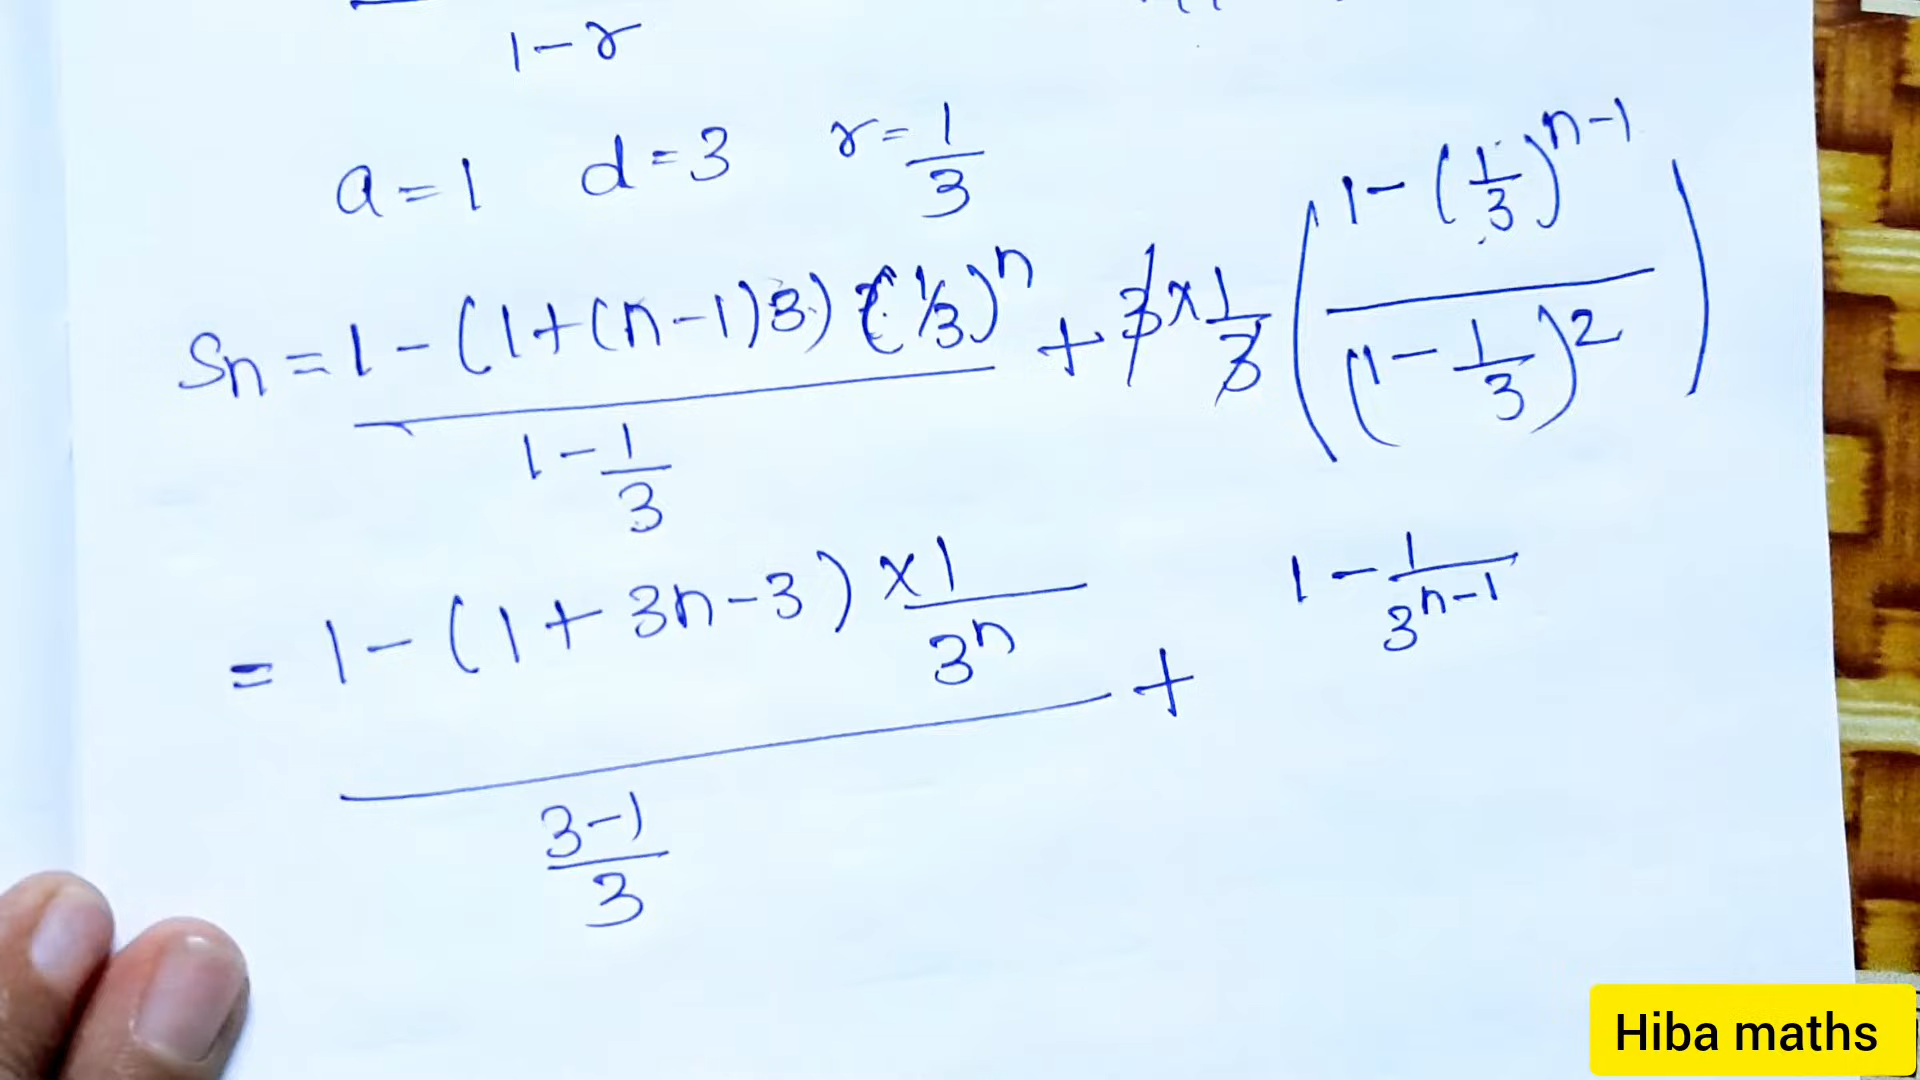 1-r
a=1 d=3 r=1/3
Sn = 1-(1+(n-1)3)(1/3)^n / 1-1/3 + 3×1/3 (1-(1/3)^n-1 / (1-1/3)^2)
= 1-(1+3n-3)×1/3^n / 3-1/3 + 1-1/3^n-1
Hiba maths